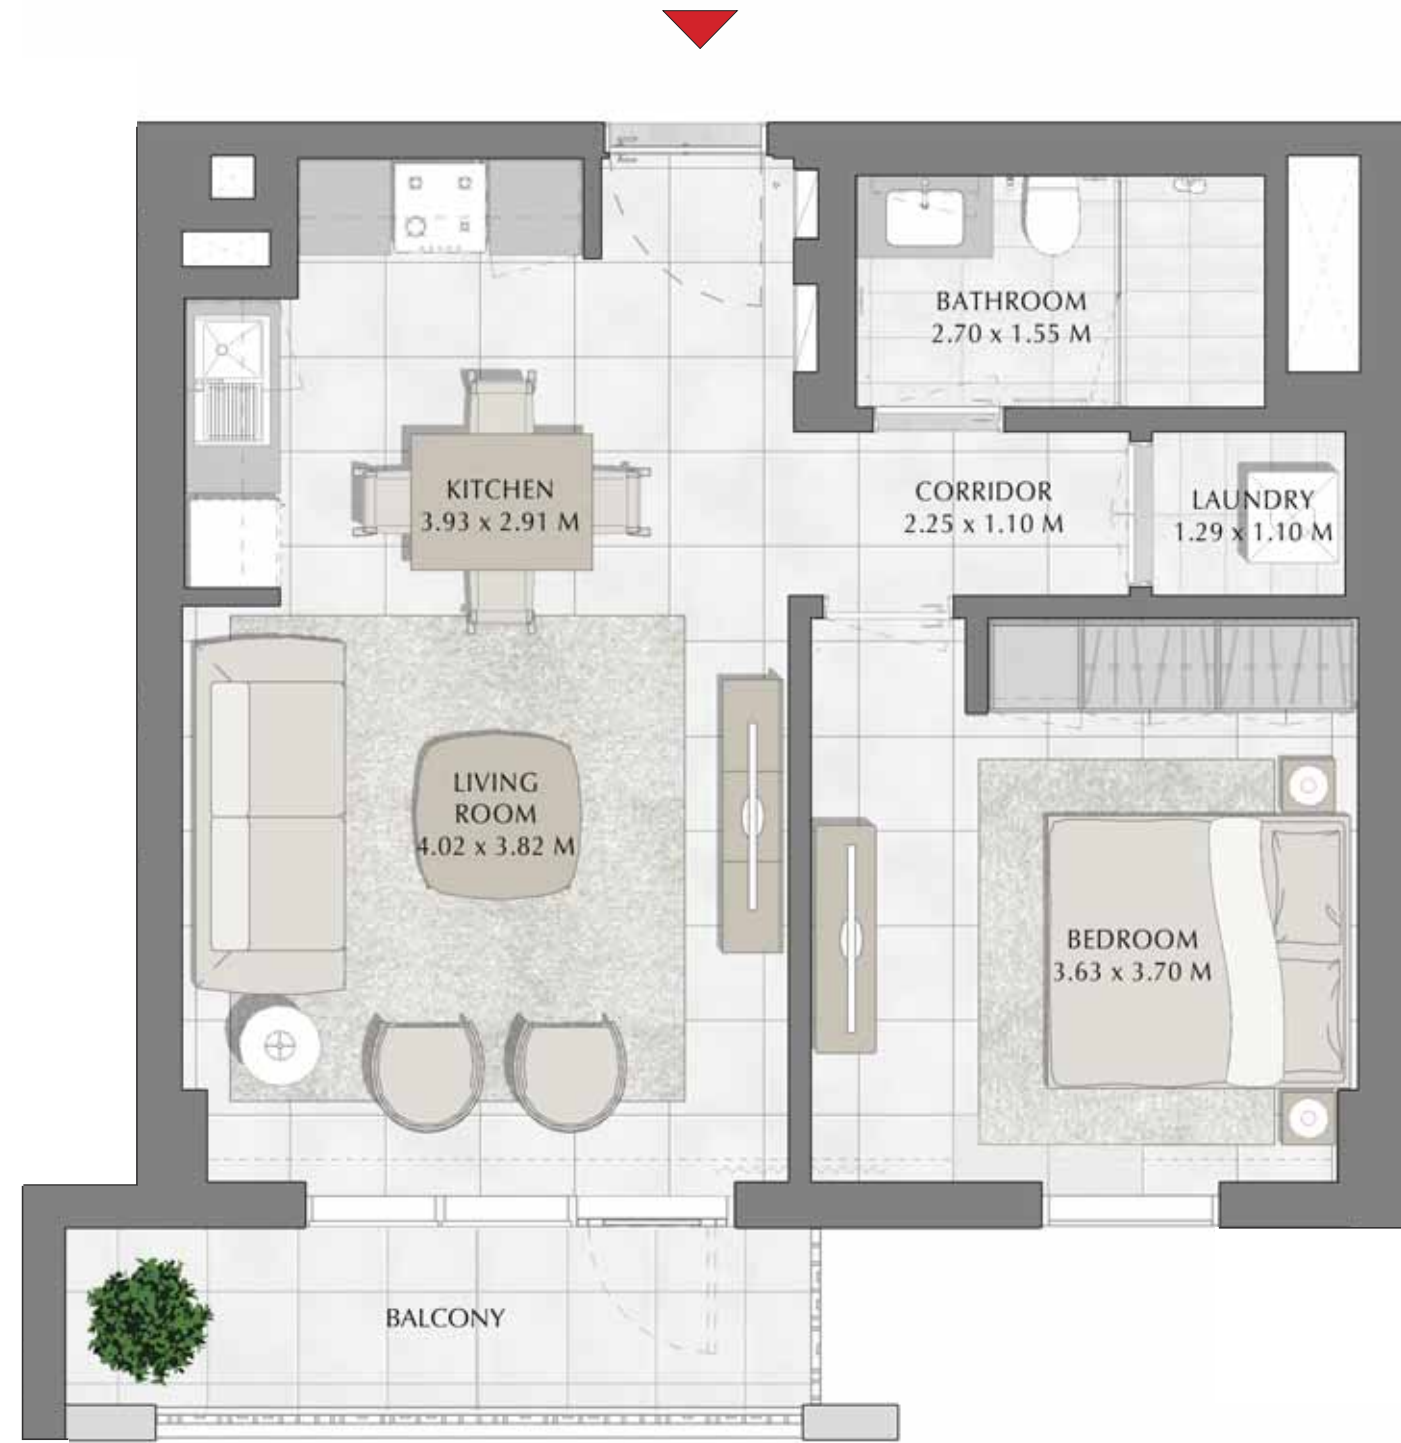 BATHROOM
2.70 x 1.55 M
KITCHEN
3.93 x 2.91 M
CORRIDOR
2.25 x 1.10 M
LAUNDRY
1.29 x 1.10 M
LIVING
ROOM
4.02 x 3.82 M
BEDROOM
3.63 x 3.70 M
BALCONY